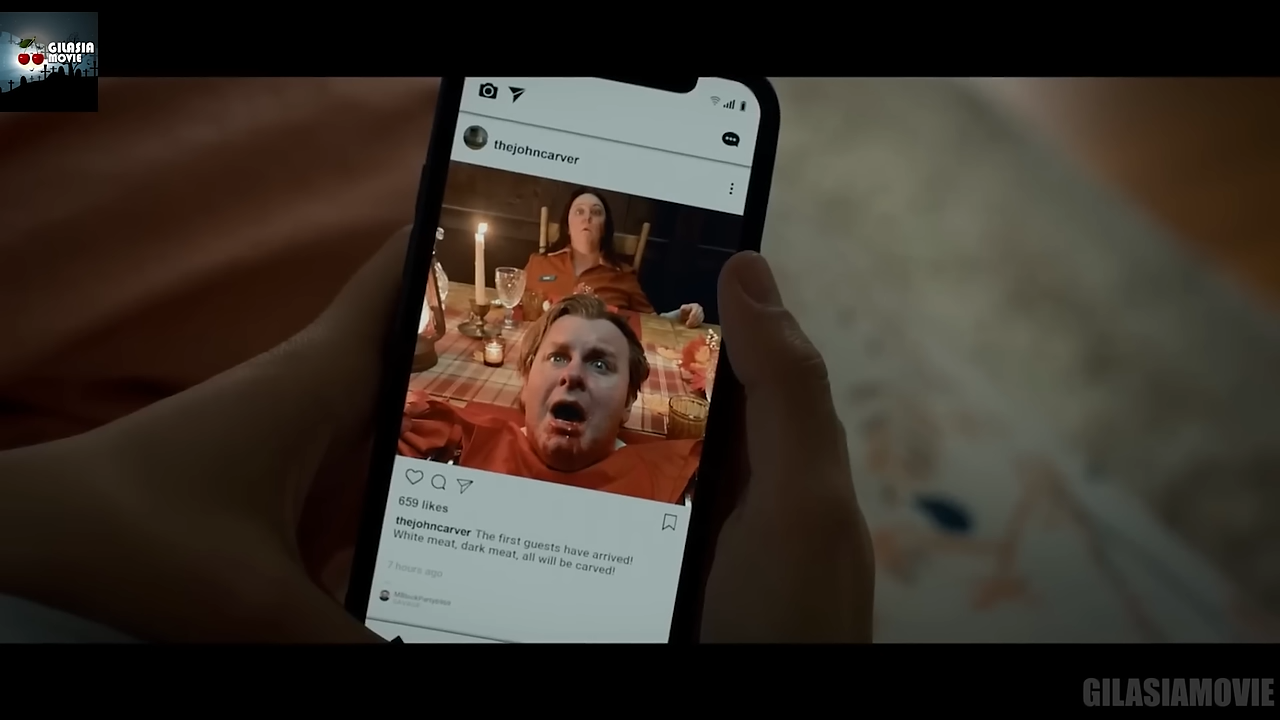 GILASIA
MOVIE
thejohncarver
659 likes
thejohncarver The first guests have arrived!
White meat, dark meat, all will be carved!
7 hours ago
GILASIAMOVIE